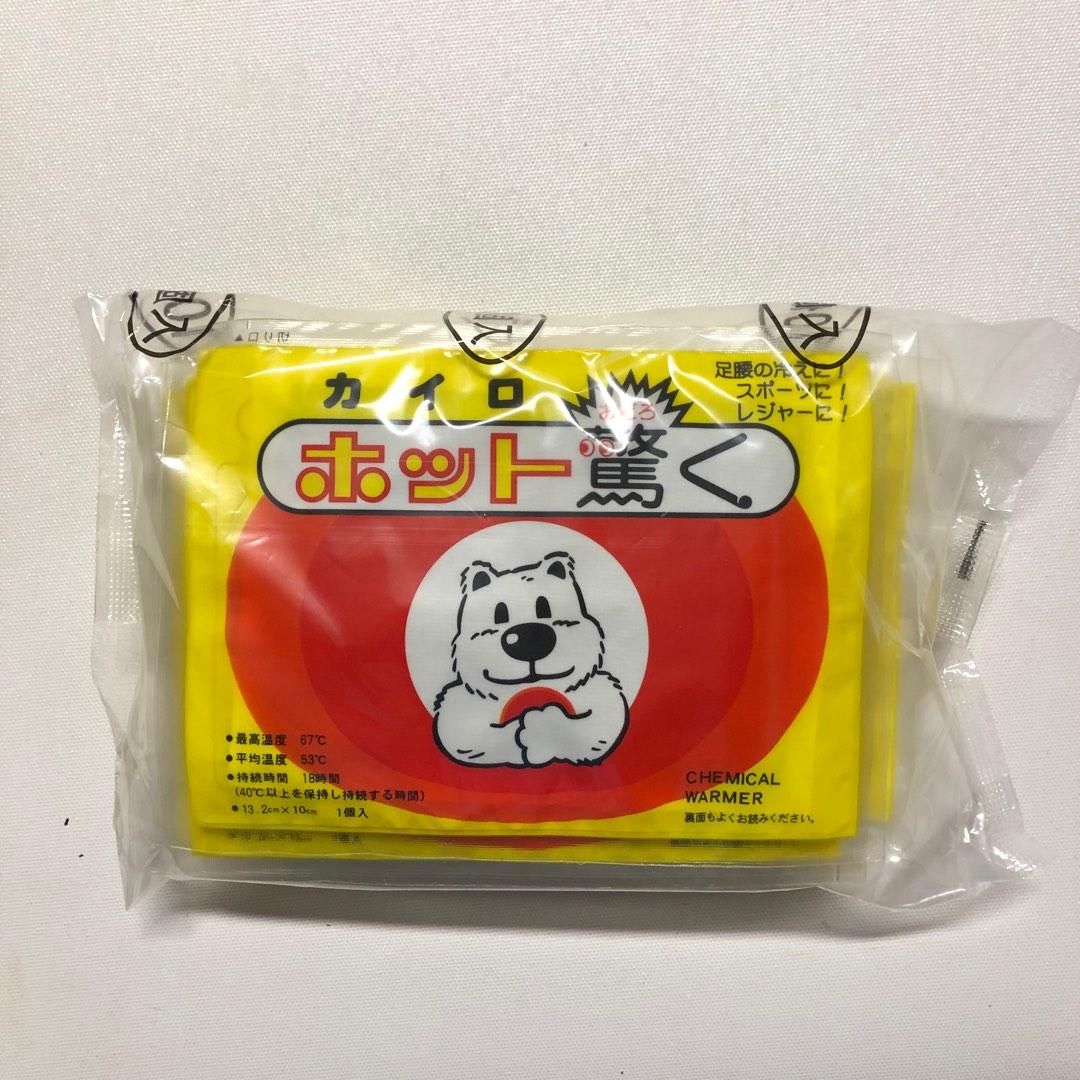 切り口
カイロ
足腰の冷えに!
スポーツに!
レジャーに!
おどろ
ホット驚く
●最高温度 67℃
●平均温度 53℃
●持続時間 18時間
(40℃以上を保持し持続する時間)
●13.2cm×10cm 1個入
CHEMICAL
WARMER
裏面もよくお読みください。